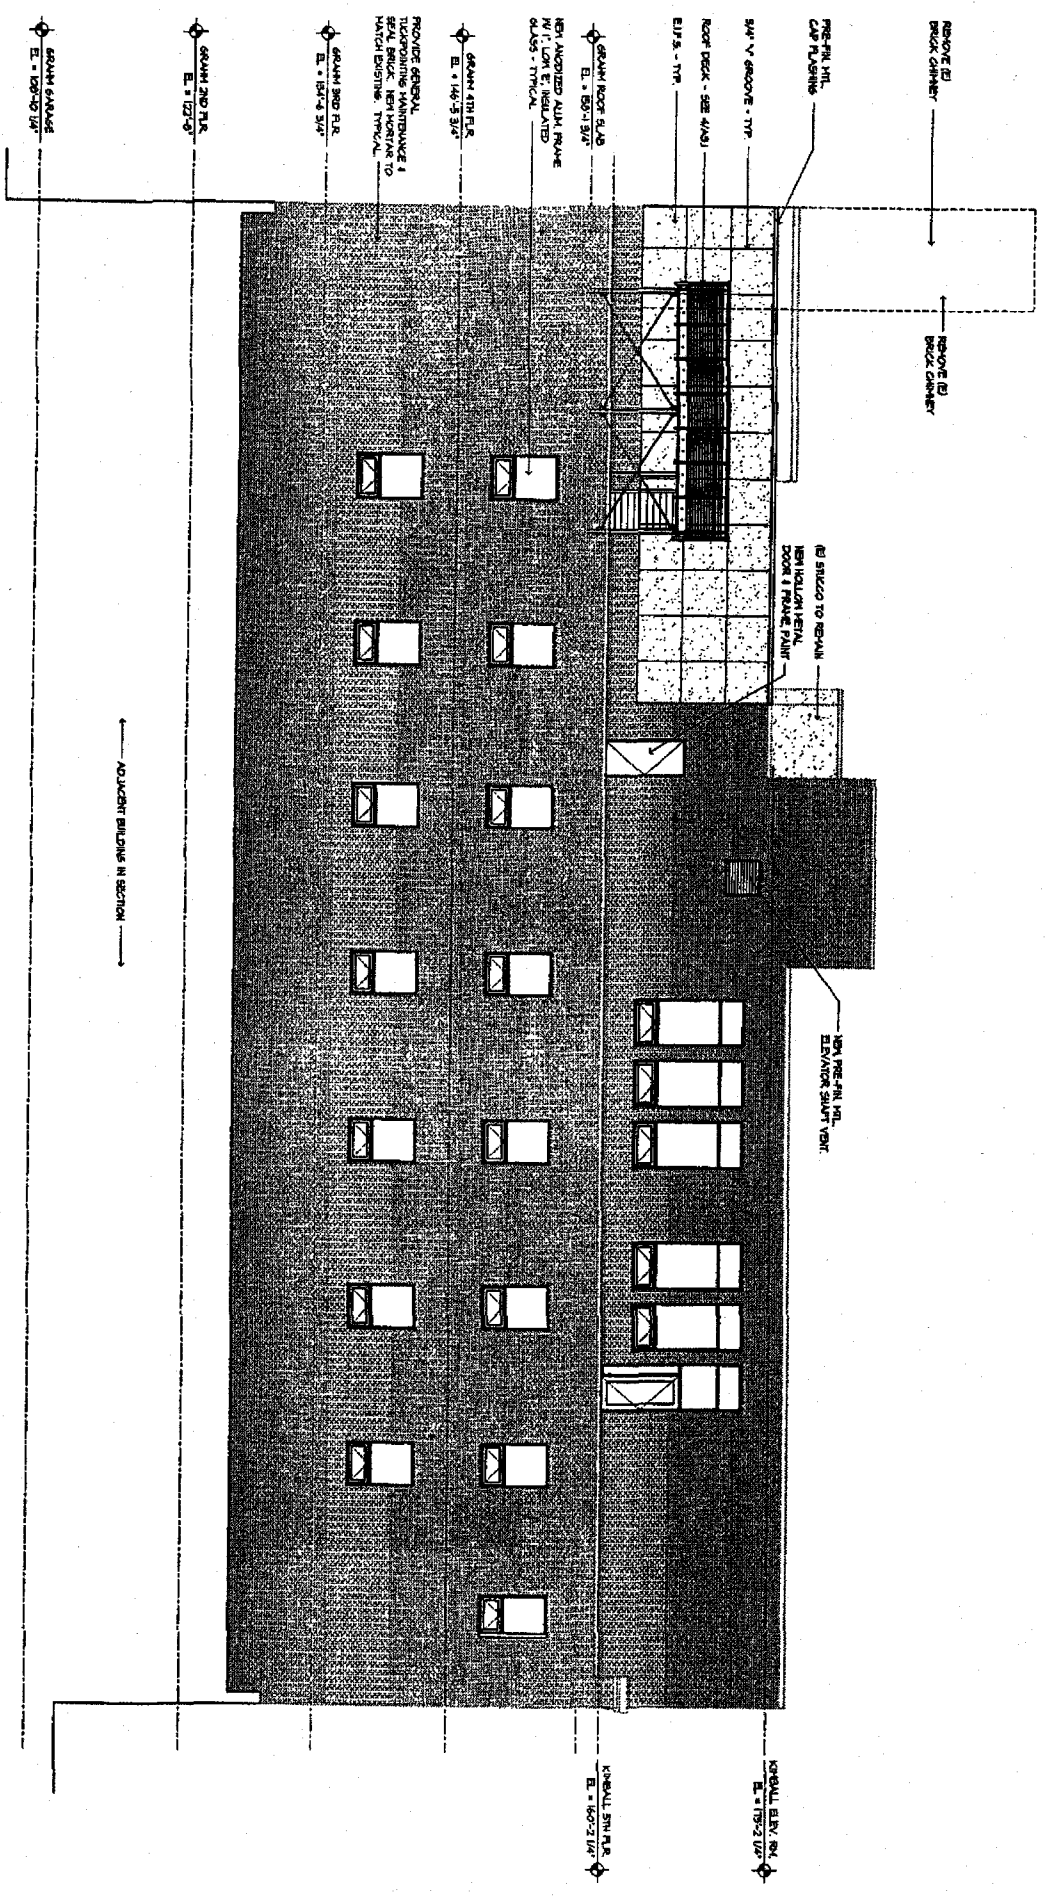 REMOVE (E)
BRICK CHIMNEY
REMOVE (E)
BRICK CHIMNEY
PRE-FIN. MTL.
CAP FLASHING
3/4" 'V' GROOVE - TYP.
ROOF DECK - SEE 4/A3.1
E.I.F.S. - TYP.
GRAHM ROOF SLAB
EL = 158'-1 3/4"
NEW ANODIZED ALUM. FRAME
W/ 1", LOW 'E', INSULATED
GLASS - TYPICAL
GRAHM 4TH FLR
EL = 146'-5 3/4"
PROVIDE GENERAL
TUCKPOINTING MAINTENANCE &
SEAL BRICK. NEW MORTAR TO
MATCH EXISTING. TYPICAL.
GRAHM 3RD FLR
EL = 134'-6 3/4"
GRAHM 2ND FLR
EL = 122'-8"
GRAHM GARAGE
EL = 108'-10 1/4"
(E) STUCCO TO REMAIN
NEW HOLLOW METAL
DOOR & FRAME, PAINT
NEW PRE-FIN. MTL.
ELEVATOR SHAFT VENT.
ADJACENT BUILDING IN SECTION
KIMBALL ELEV. RM.
EL = 175'-2 1/4"
KIMBALL 5TH FLR
EL = 160'-2 1/4"